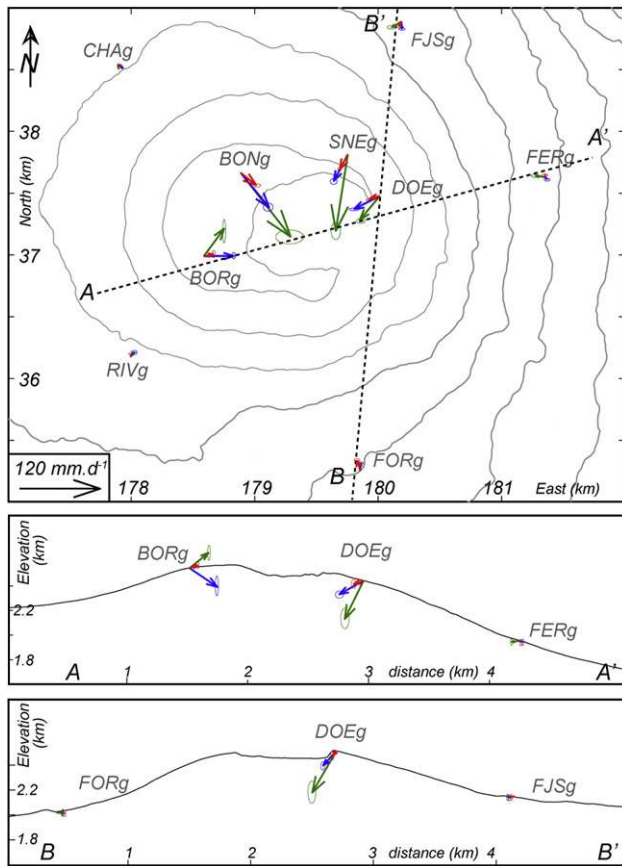 B'
CHAg
FJSg
N
38
A'
SNEg
BONg
FERg
DOEg
North (km)
37
BORg
A
RIVg
36
120 mm.d⁻¹
B
FORg
178
179
180
181
East (km)
Elevation (km)
BORg
DOEg
2.2
FERg
1.8
A
1
2
3
distance (km)
4
A'
Elevation (km)
DOEg
FORg
2.2
FJSg
1.8
B
1
2
distance (km)
3
4
B'